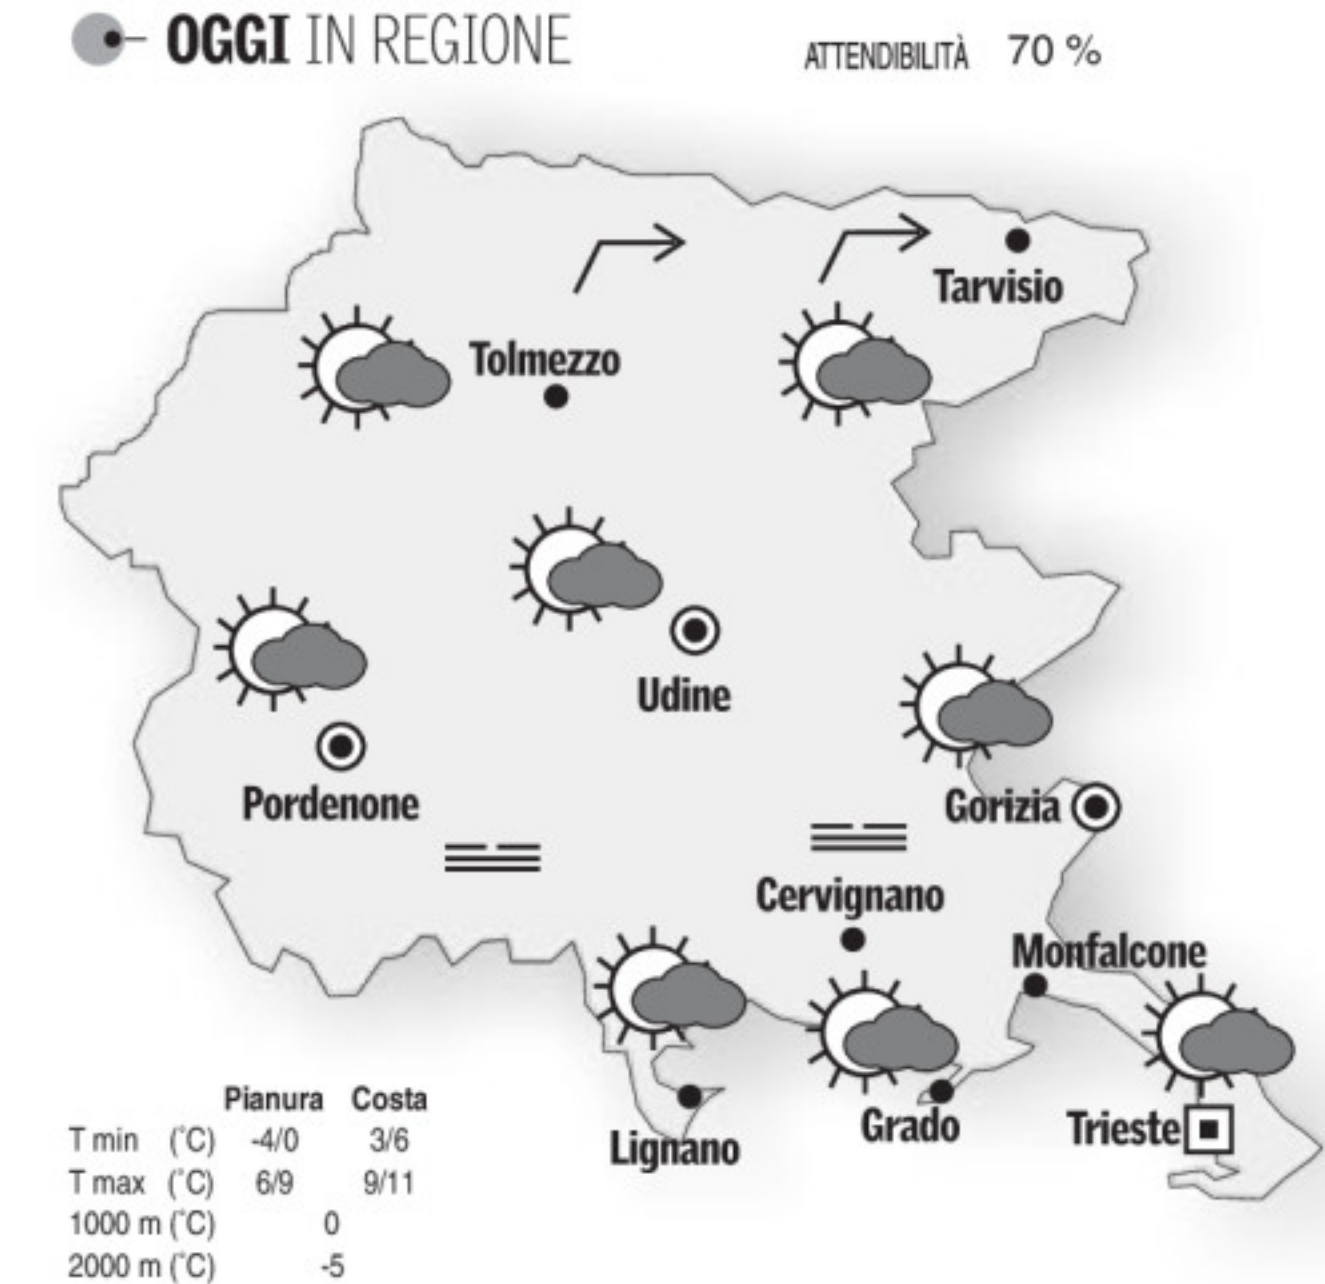 OGGI IN REGIONE
ATTENDIBILITÀ 70 %
Tarvisio
Tolmezzo
Udine
Pordenone
Gorizia
Cervignano
Monfalcone
Grado
Trieste
Lignano
Pianura Costa
T min (°C) -4/0 3/6
T max (°C) 6/9 9/11
1000 m (°C) 0
2000 m (°C) -5